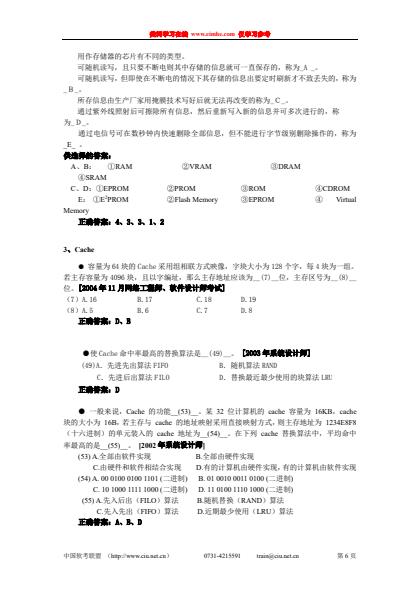 希赛学习在线 www.csaibc.com 仅供学习参考
用作存储器的芯片有不同的类型。
可随机读写，且只要不断电则其中存储的信息就可一直保存的，称为_A_。
可随机读写，但即使在不断电的情况下其存储的信息也要定时刷新才不致丢失的，称为
_B_。
所存信息由生产厂家用掩膜技术写好后就无法再改变的称为_C_。
通过紫外线照射后可擦除所有信息，然后重新写入新的信息并可多次进行的，称
为_D_。
通过电信号可在数秒钟内快速删除全部信息，但不能进行字节级别删除操作的，称为
_E_ 。
供选择的答案：
A、B： ①RAM ②VRAM ③DRAM
④SRAM
C、D：①EPROM ②PROM ③ROM ④CDROM
E： ①E²PROM ②Flash Memory ③EPROM ④ Virtual
Memory
正确答案：4、3、3、1、2
3、Cache
● 容量为 64 块的 Cache 采用组相联方式映像，字块大小为 128 个字，每 4 块为一组。
若主存容量为 4096 块，且以字编址，那么主存地址应该为__(7)__位，主存区号为__(8)__
位。[2004 年 11 月网络工程师、软件设计师考试]
（7）A.16 B.17 C.18 D.19
（8）A.5 B,6 C.7 D.8
正确答案：D、B
●使 Cache 命中率最高的替换算法是__(49)__。 [2003 年系统设计师]
(49)A．先进先出算法 FIFO B．随机算法 RAND
C．先进后出算法 FILO D．替换最近最少使用的块算法 LRU
正确答案：D
● 一般来说，Cache 的功能__(53)__。某 32 位计算机的 cache 容量为 16KB，cache
块的大小为 16B，若主存与 cache 的地址映射采用直接映射方式，则主存地址为 1234E8F8
（十六进制）的单元装入的 cache 地址为__(54)__。在下列 cache 替换算法中，平均命中
率最高的是__(55)__。 [2002 年系统设计师]
(53) A.全部由软件实现 B.全部由硬件实现
C.由硬件和软件相结合实现 D.有的计算机由硬件实现，有的计算机由软件实现
(54) A. 00 0100 0100 1101 (二进制) B. 01 0010 0011 0100 (二进制)
C. 10 1000 1111 1000 (二进制) D. 11 0100 1110 1000 (二进制)
(55) A.先入后出（FILO）算法 B.随机替换（RAND）算法
C.先入先出（FIFO）算法 D.近期最少使用（LRU）算法
正确答案：A、B、D
中国软考联盟 （http://www.ciu.net.cn） 0731-4215591 train@ciu.net.cn 第 6 页